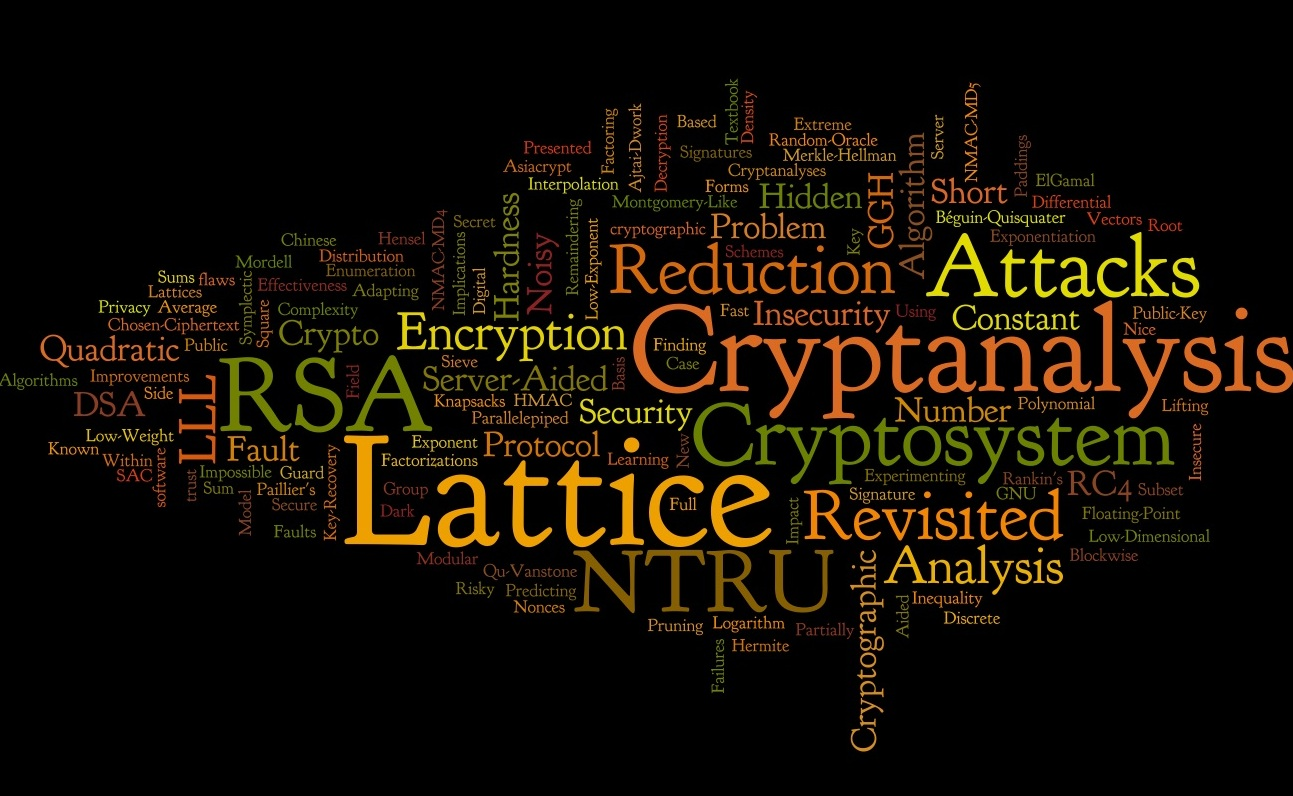 Textbook
Density
NMAC-MD5
Factoring
Ajtai-Dwork
Decryption
Based
Extreme
Server
Random-Oracle
Presented
Signatures
Merkle-Hellman
Algorithm
Paddings
Asiacrypt
Cryptanalyses
Interpolation
Forms
Hidden
GGH
Short
ElGamal
Montgomery-Like
Differential
NMAC-MD4
Secret
Hardness
Remaindering
Low-Exponent
cryptographic
Problem
Key
Béguin-Quisquater
Vectors
Root
Chinese
Hensel
Implications
Noisy
Exponentiation
Mordell
Distribution
Digital
Reduction
Schemes
Attacks
Enumeration
Sums
flaws
Symplectic
Effectiveness
Adapting
Lattices
Privacy
Average
Square
Complexity
Fast
Insecurity
Using
Constant
Public-Key
Chosen-Ciphertext
Crypto
Encryption
Cryptanalysis
Nice
Quadratic
Public
Finding
Case
Sieve
Algorithms
Improvements
RSA
Field
Server-Aided
Basis
Side
DSA
LLL
Knapsacks
HMAC
Security
Number
Polynomial
Lifting
Parallelepiped
Cryptosystem
Low-Weight
Known
Fault
Exponent
Protocol
New
Insecure
Within
Factorizations
Learning
SAC
software
trust
Impossible
Guard
Key-Recovery
Lattice
Experimenting
Rankin's
RC4
Subset
Sum
Model
Paillier's
Group
Full
Signature
GNU
Secure
Dark
Impact
Revisited
Floating-Point
Faults
Low-Dimensional
Modular
NTRU
Cryptographic
Analysis
Blockwise
Qu-Vanstone
Risky
Predicting
Nonces
Aided
Inequality
Discrete
Pruning
Logarithm
Partially
Failures
Hermite